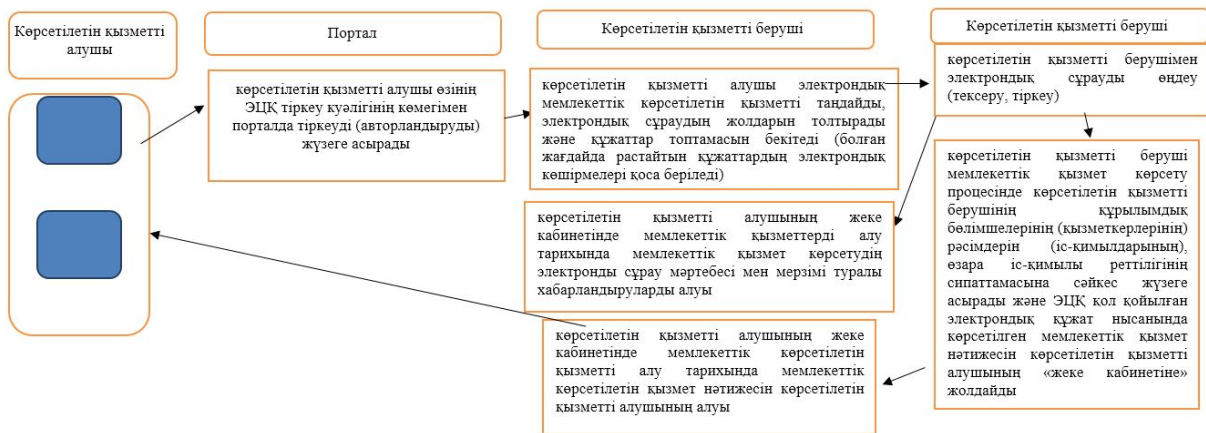 Көрсетілетін қызметті
алушы
Портал
Көрсетілетін қызметті беруші
Көрсетілетін қызметті беруші
көрсетілетін қызметті алушы өзінің
ЭЦҚ тіркеу куәлігінің көмегімен
порталда тіркеуді (авторландыруды)
жүзеге асырады
көрсетілетін қызметті алушы электрондық
мемлекеттік көрсетілетін қызметті таңдайды,
электрондық сұраудың жолдарын толтырады
және құжаттар топтамасын бекітеді (болған
жағдайда растайтын құжаттардың электрондық
көшірмелері қоса беріледі)
көрсетілетін қызметті берушімен
электрондық сұрауды өңдеу
(тексеру, тіркеу)
көрсетілетін қызметті беруші
мемлекеттік қызмет көрсету
процесінде көрсетілетін қызметті
берушінің құрылымдық
бөлімшелерінің (қызметкерлерінің)
рәсімдерін (іс-қимылдарының),
өзара іс-қимылы реттілігінің
сипаттамасына сәйкес жүзеге
асырады және ЭЦҚ қол қойылған
электрондық құжат нысанында
көрсетілген мемлекеттік қызмет
нәтижесін көрсетілетін қызметті
алушының «жеке кабинетіне»
жолдайды
көрсетілетін қызметті алушының жеке
кабинетінде мемлекеттік қызметтерді алу
тарихында мемлекеттік қызмет көрсетудің
электронды сұрау мәртебесі мен мерзімі туралы
хабарландыруларды алуы
көрсетілетін қызметті алушының жеке
кабинетінде мемлекеттік көрсетілетін
қызметті алу тарихында мемлекеттік
көрсетілетін қызмет нәтижесін көрсетілетін
қызметті алушының алуы